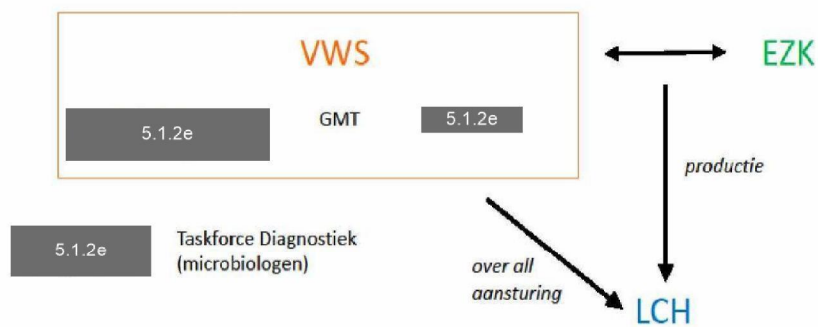 VWS
EZK
5.1.2e
GMT
5.1.2e
productie
5.1.2e
Taskforce Diagnostiek
(microbiologen)
over all
aansturing
LCH